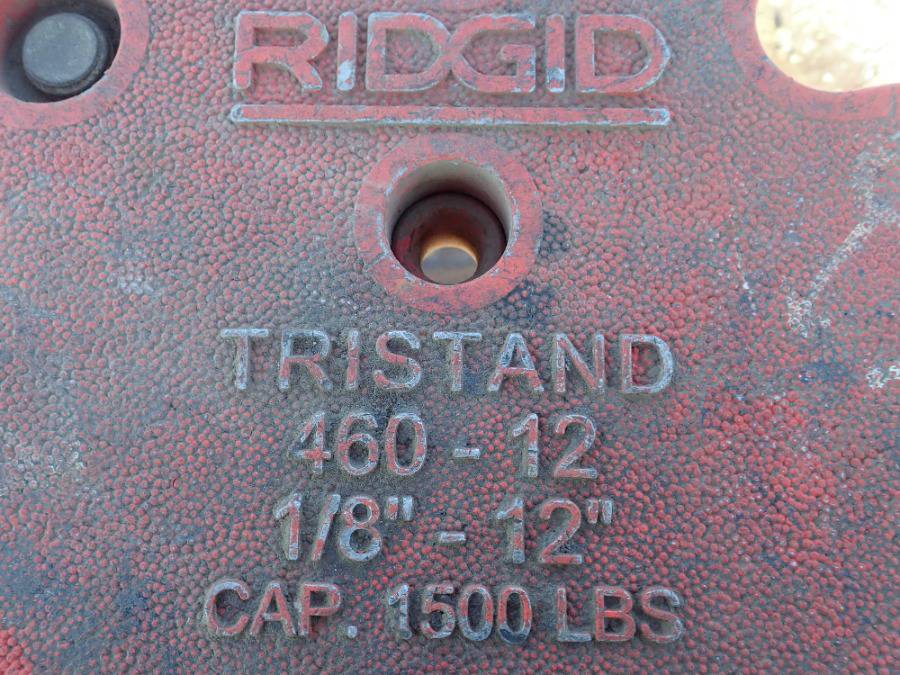 RIDGID
TRISTAND
460 - 12
1/8" - 12"
CAP. 1500 LBS